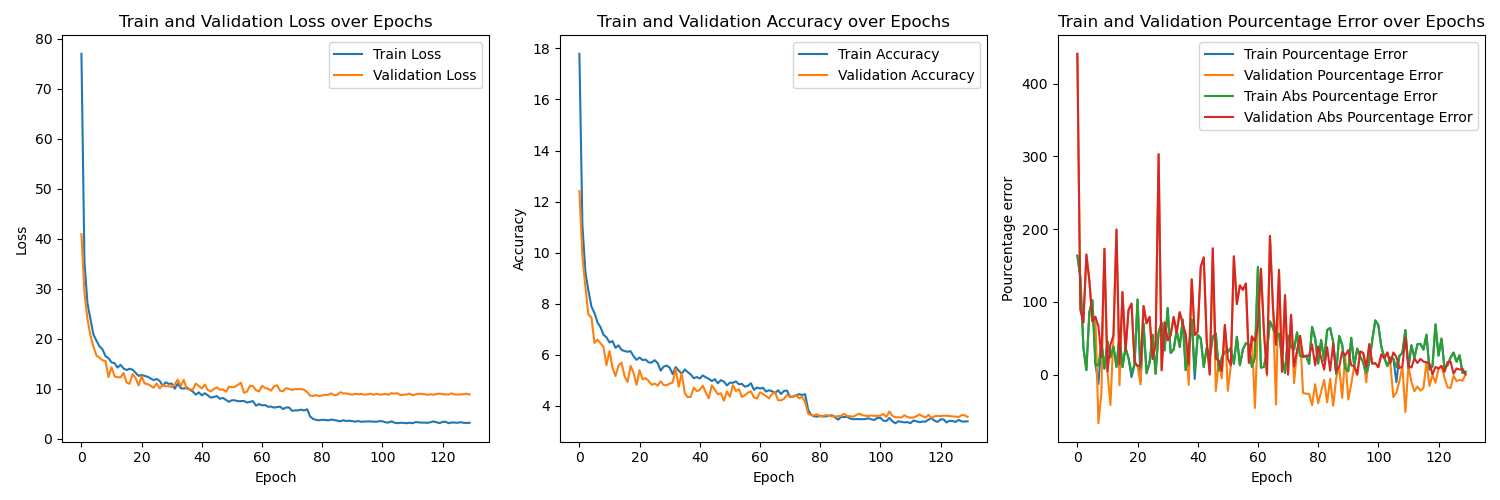 Train and Validation Loss over Epochs
Train Loss
Validation Loss
80
70
60
50
40
30
20
10
0
Loss
0 20 40 60 80 100 120
Epoch
Train and Validation Accuracy over Epochs
Train Accuracy
Validation Accuracy
18
16
14
12
10
8
6
4
Accuracy
0 20 40 60 80 100 120
Epoch
Train and Validation Pourcentage Error over Epochs
Train Pourcentage Error
Validation Pourcentage Error
Train Abs Pourcentage Error
Validation Abs Pourcentage Error
400
300
200
100
0
Pourcentage error
0 20 40 60 80 100 120
Epoch